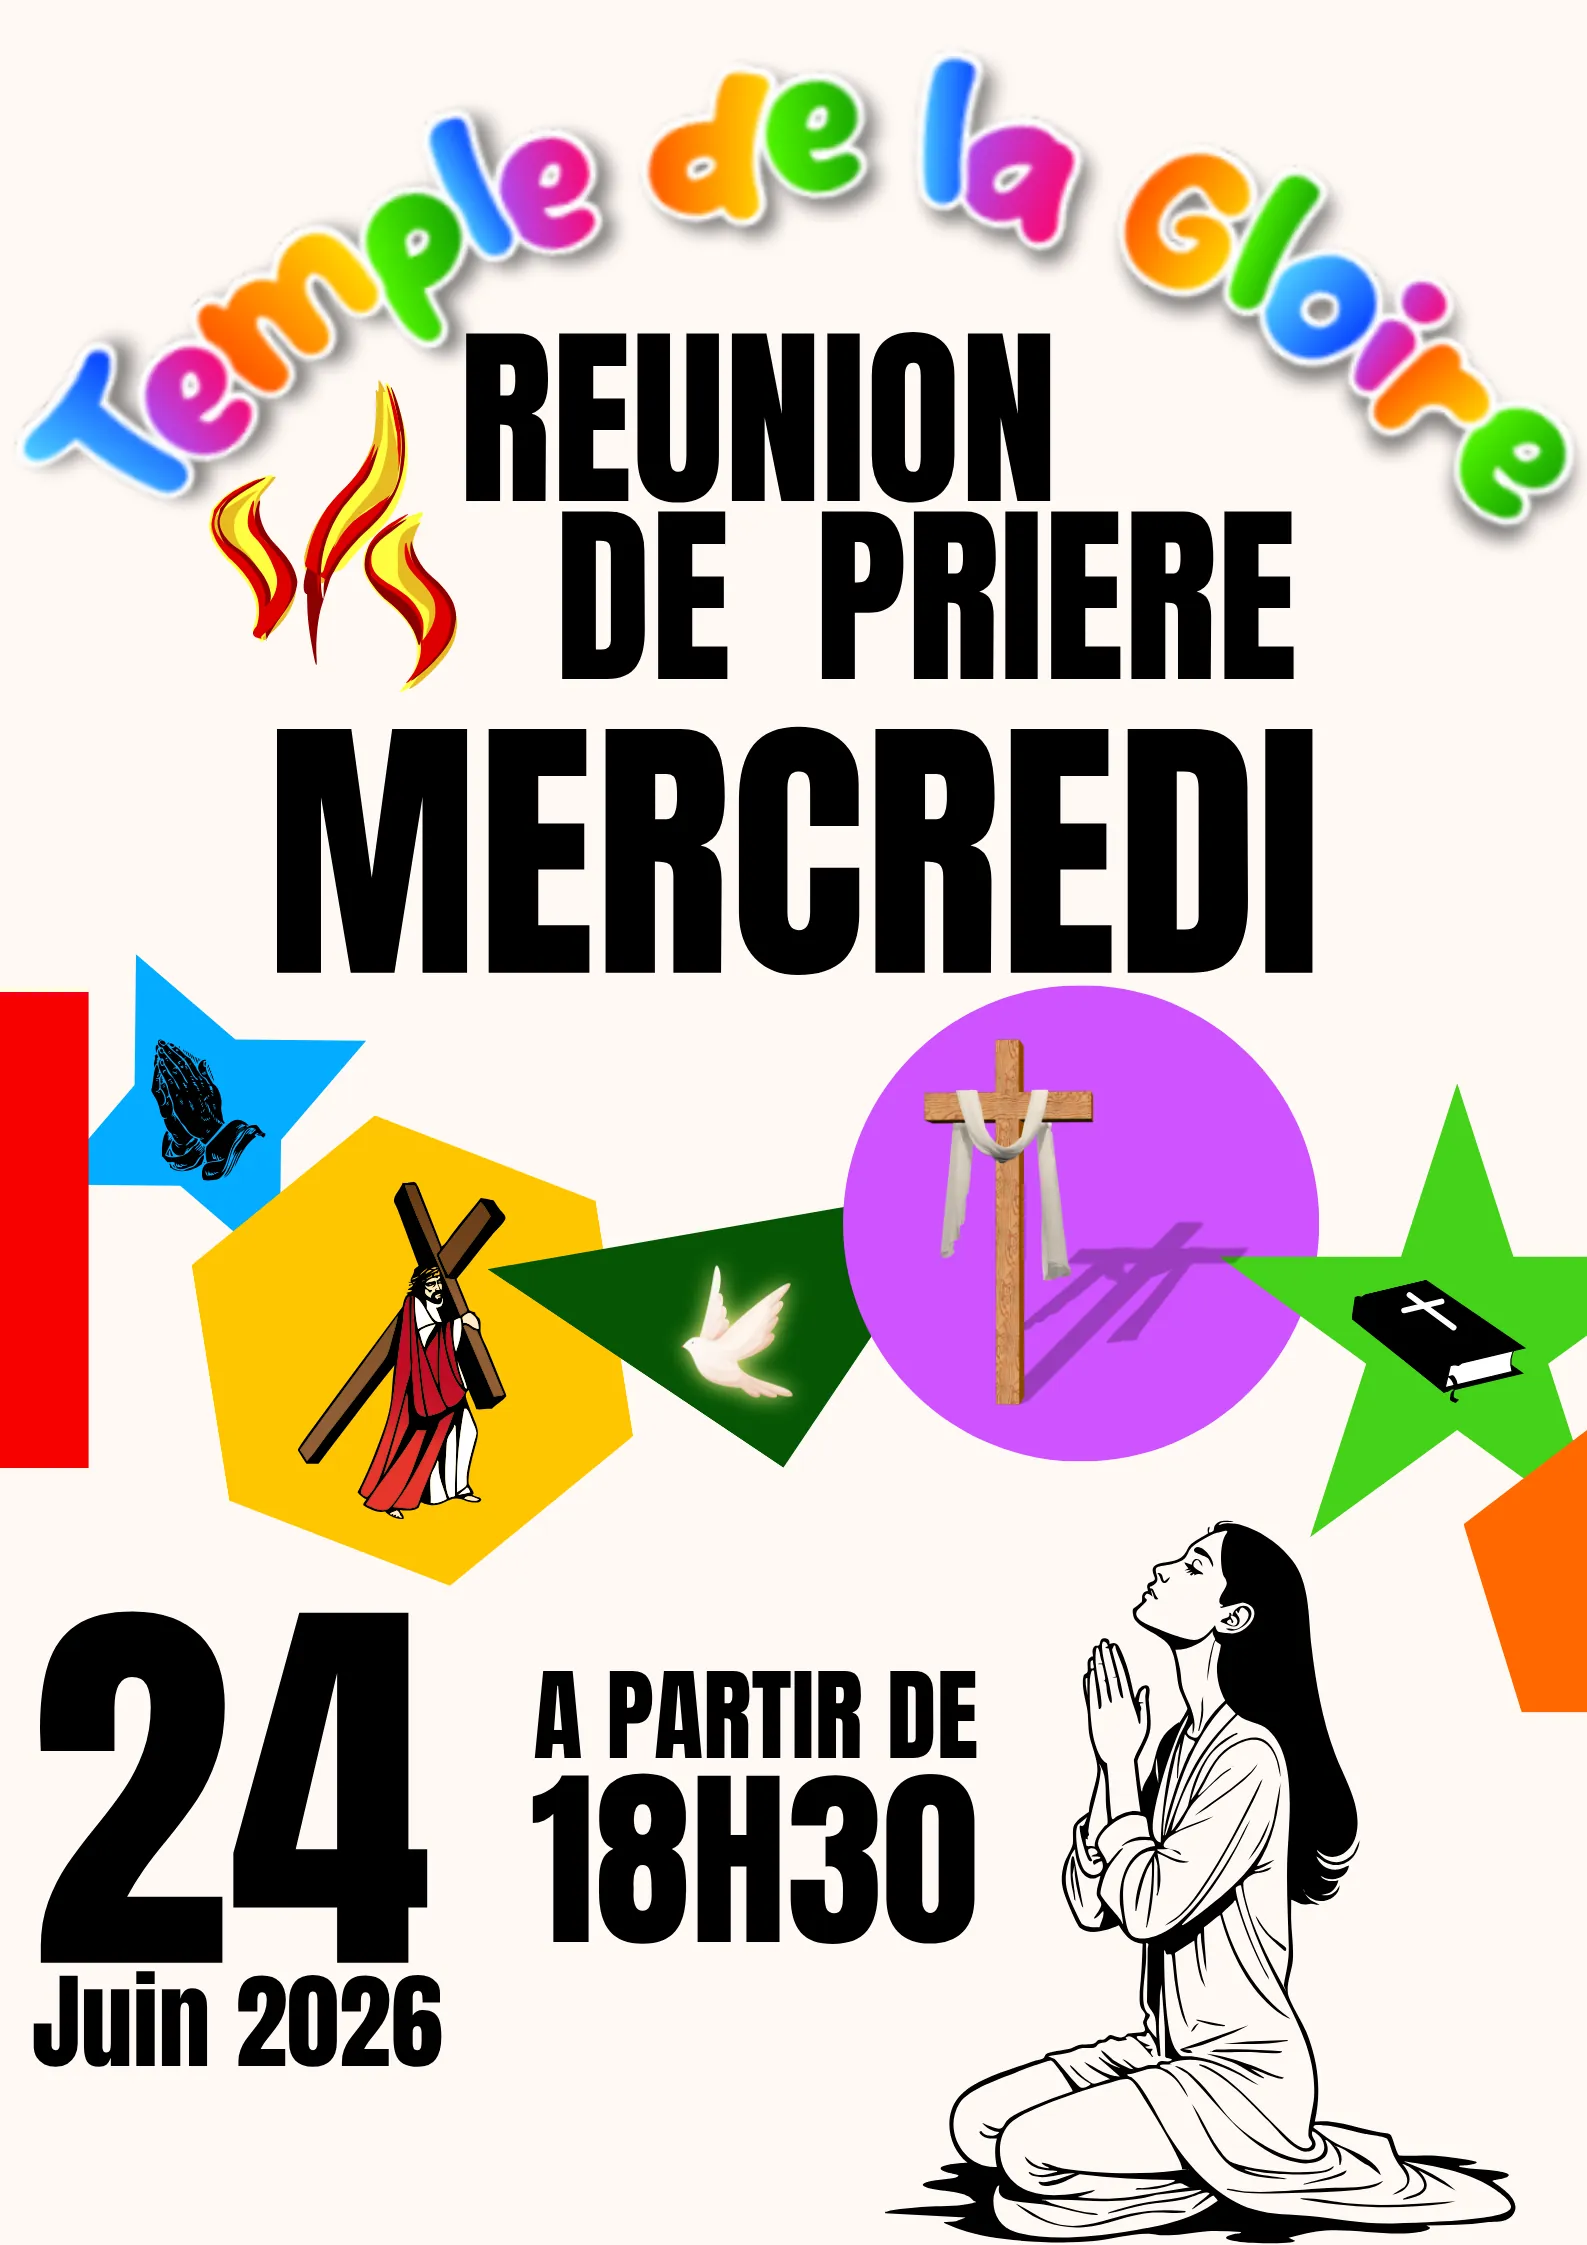 Temple de la Gloire
REUNION
DE PRIERE
MERCREDI
24
Juin 2026
A PARTIR DE
18H30